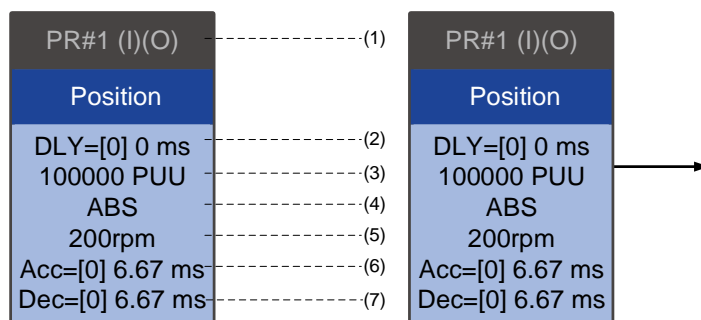 PR#1 (I)(O)
Position
DLY=[0] 0 ms
100000 PUU
ABS
200rpm
Acc=[0] 6.67 ms
Dec=[0] 6.67 ms
(1)
(2)
(3)
(4)
(5)
(6)
(7)
PR#1 (I)(O)
Position
DLY=[0] 0 ms
100000 PUU
ABS
200rpm
Acc=[0] 6.67 ms
Dec=[0] 6.67 ms